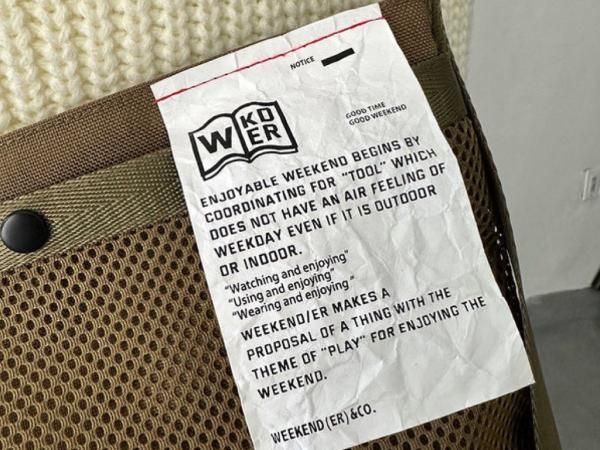 NOTICE
GOOD TIME
GOOD WEEKEND
W KD
ER
ENJOYABLE WEEKEND BEGINS BY
COORDINATING FOR "TOOL" WHICH
DOES NOT HAVE AN AIR FEELING OF
WEEKDAY EVEN IF IT IS OUTDOOR
OR INDOOR.
"Watching and enjoying"
"Using and enjoying"
"Wearing and enjoying"
WEEKEND/ER MAKES A
PROPOSAL OF A THING WITH THE
THEME OF "PLAY" FOR ENJOYING THE
WEEKEND.
WEEKEND(ER)&CO.